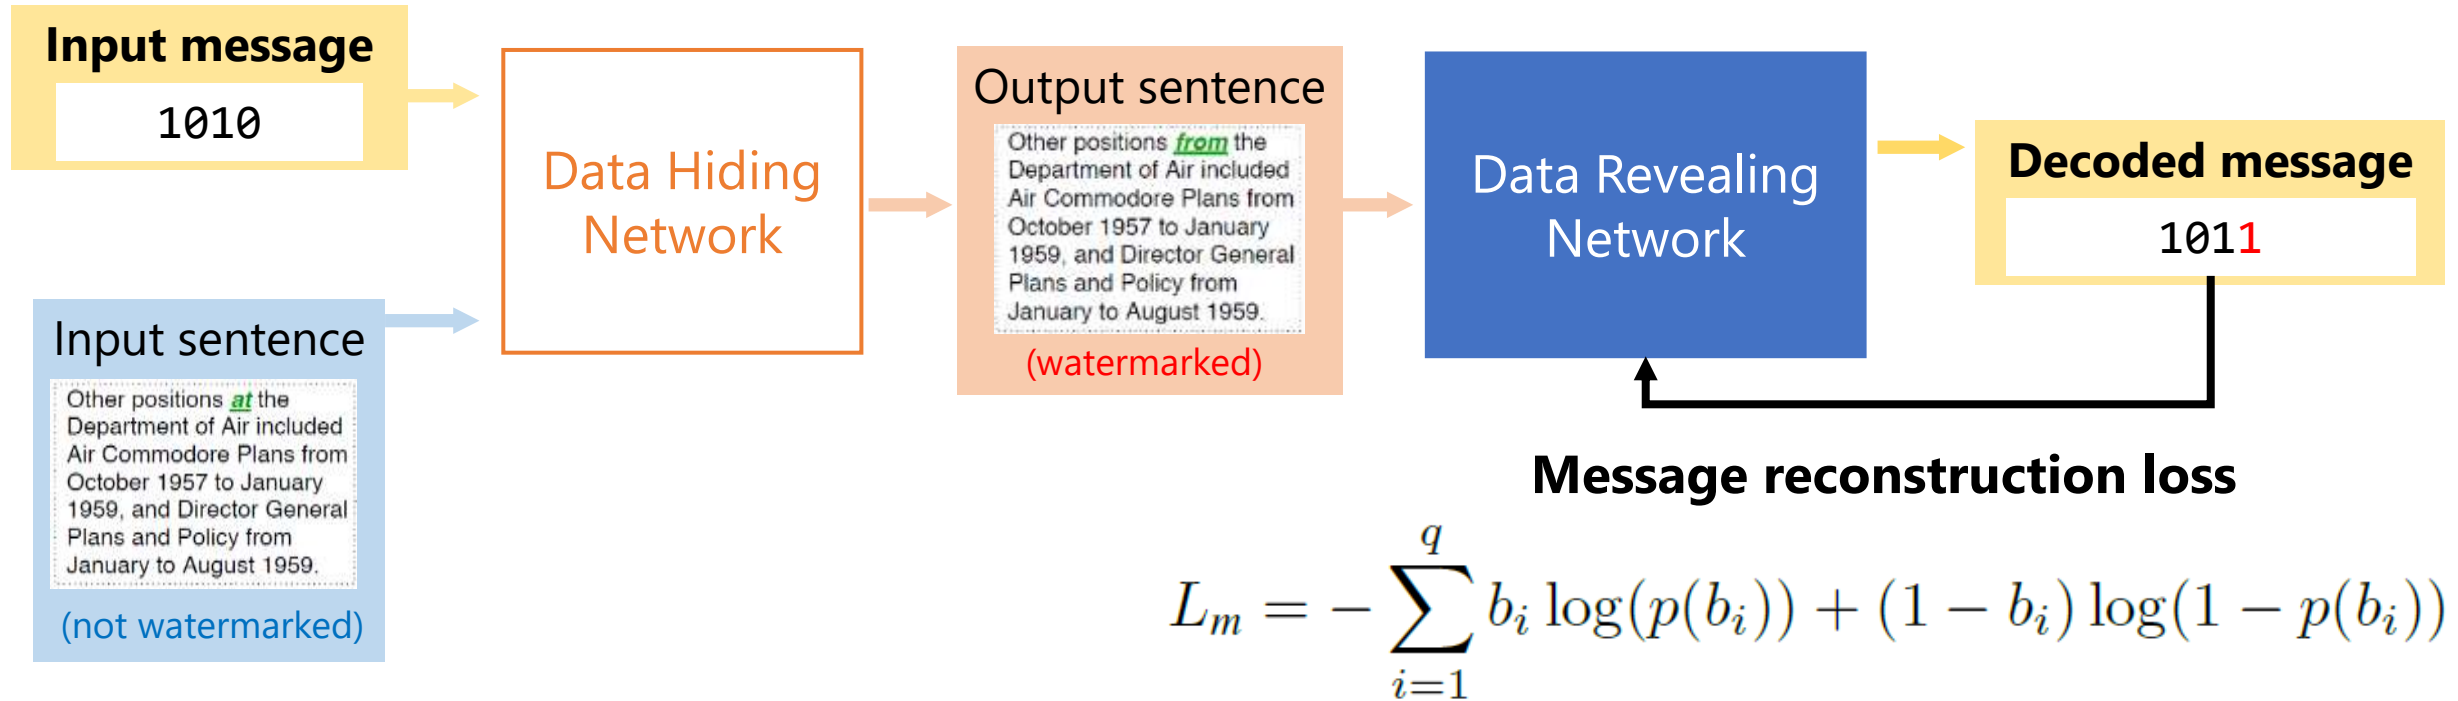 Input message
1010
Input sentence
Other positions at the
Department of Air included
Air Commodore Plans from
October 1957 to January
1959, and Director General
Plans and Policy from
January to August 1959.
(not watermarked)
Data Hiding
Network
Output sentence
Other positions from the
Department of Air included
Air Commodore Plans from
October 1957 to January
1959, and Director General
Plans and Policy from
January to August 1959.
(watermarked)
Data Revealing
Network
Decoded message
1011
Message reconstruction loss
$L_m = -\sum_{i=1}^{q} b_i \log(p(b_i)) + (1 - b_i) \log(1 - p(b_i))$